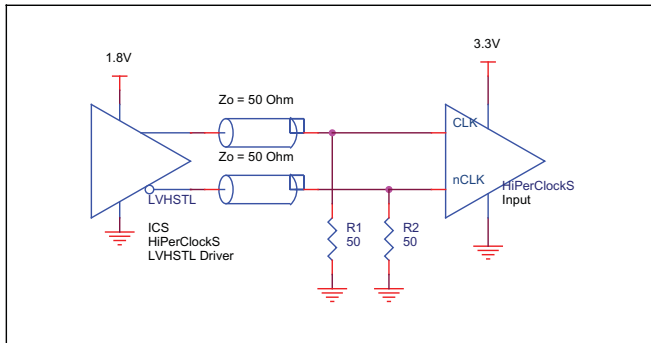 1.8V
3.3V
Zo = 50 Ohm
CLK
Zo = 50 Ohm
nCLK
HiPerClockS
Input
LVHSTL
ICS
HiPerClockS
LVHSTL Driver
R1
50
R2
50